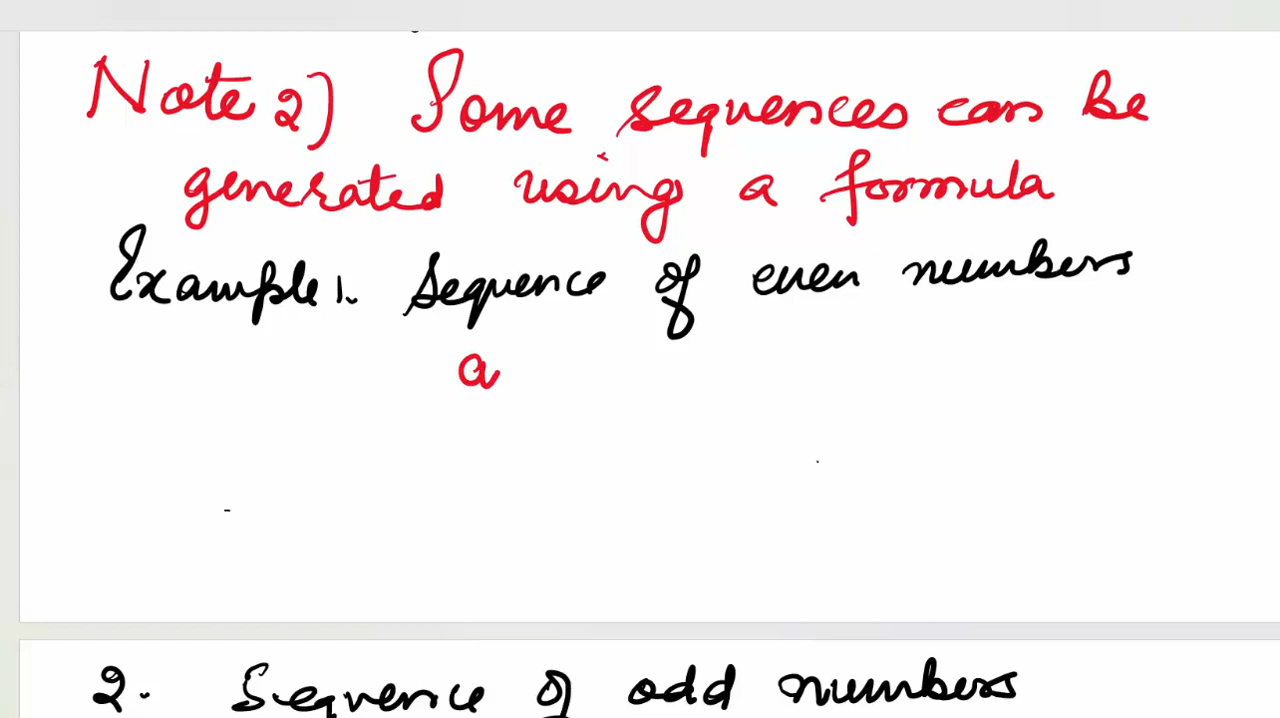 Note 2) Some sequences can be
generated using a formula
Example 1. Sequence of even numbers
a
2. Sequence of odd numbers